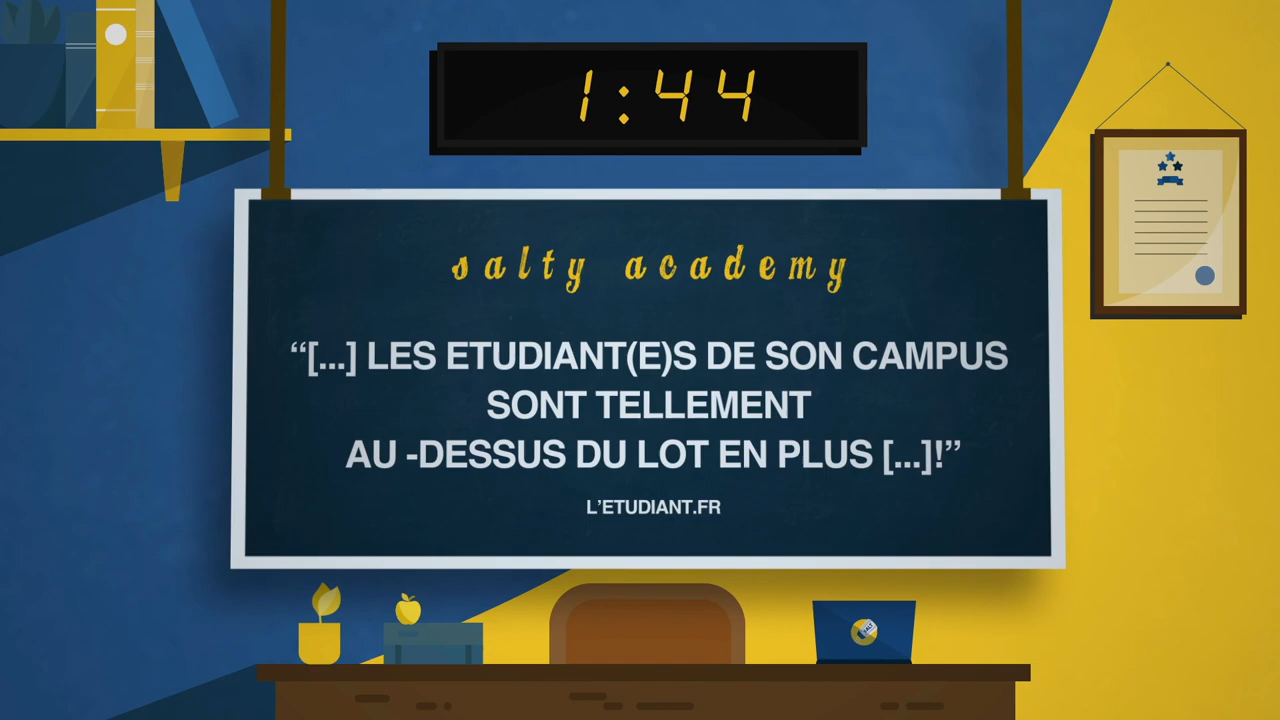 1:44
salty academy
“[...] LES ETUDIANT(E)S DE SON CAMPUS
SONT TELLEMENT
AU -DESSUS DU LOT EN PLUS [...]!”
L’ETUDIANT.FR